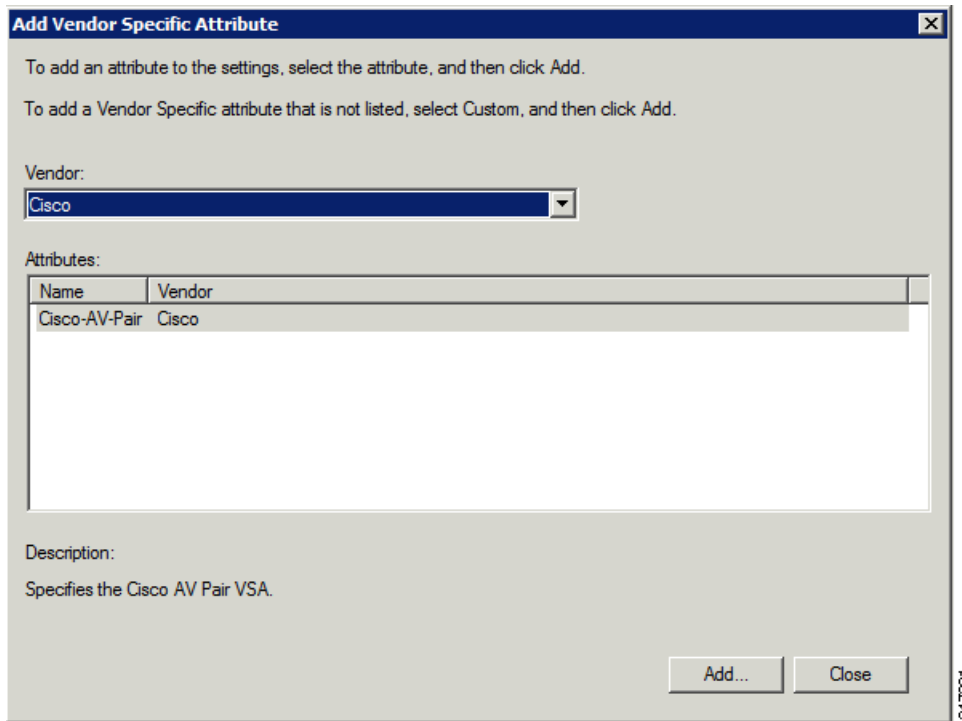 Add Vendor Specific Attribute
To add an attribute to the settings, select the attribute, and then click Add.
To add a Vendor Specific attribute that is not listed, select Custom, and then click Add.
Vendor:
Cisco
Attributes:
Name Vendor
Cisco-AV-Pair Cisco
Description:
Specifies the Cisco AV Pair VSA.
Add... Close